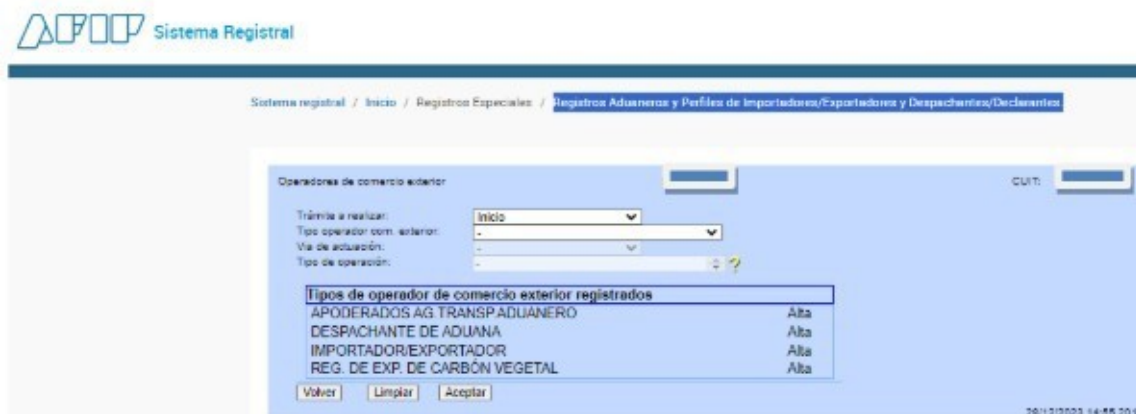 AFIP Sistema Registral
Sistema registral / Inicio / Registros Especiales / Registros Aduaneros y Perfiles de Importadores/Exportadores y Despachantes/Declarantes.
Operadores de comercio exterior CUIT:
Trámite a realizar: Inicio
Tipo operador com. exterior: -
Via de actuación: -
Tipo de operación: - ?
Tipos de operador de comercio exterior registrados
APODERADOS AG.TRANSP.ADUANERO Alta
DESPACHANTE DE ADUANA Alta
IMPORTADOR/EXPORTADOR Alta
REG. DE EXP. DE CARBÓN VEGETAL Alta
Volver Limpiar Aceptar